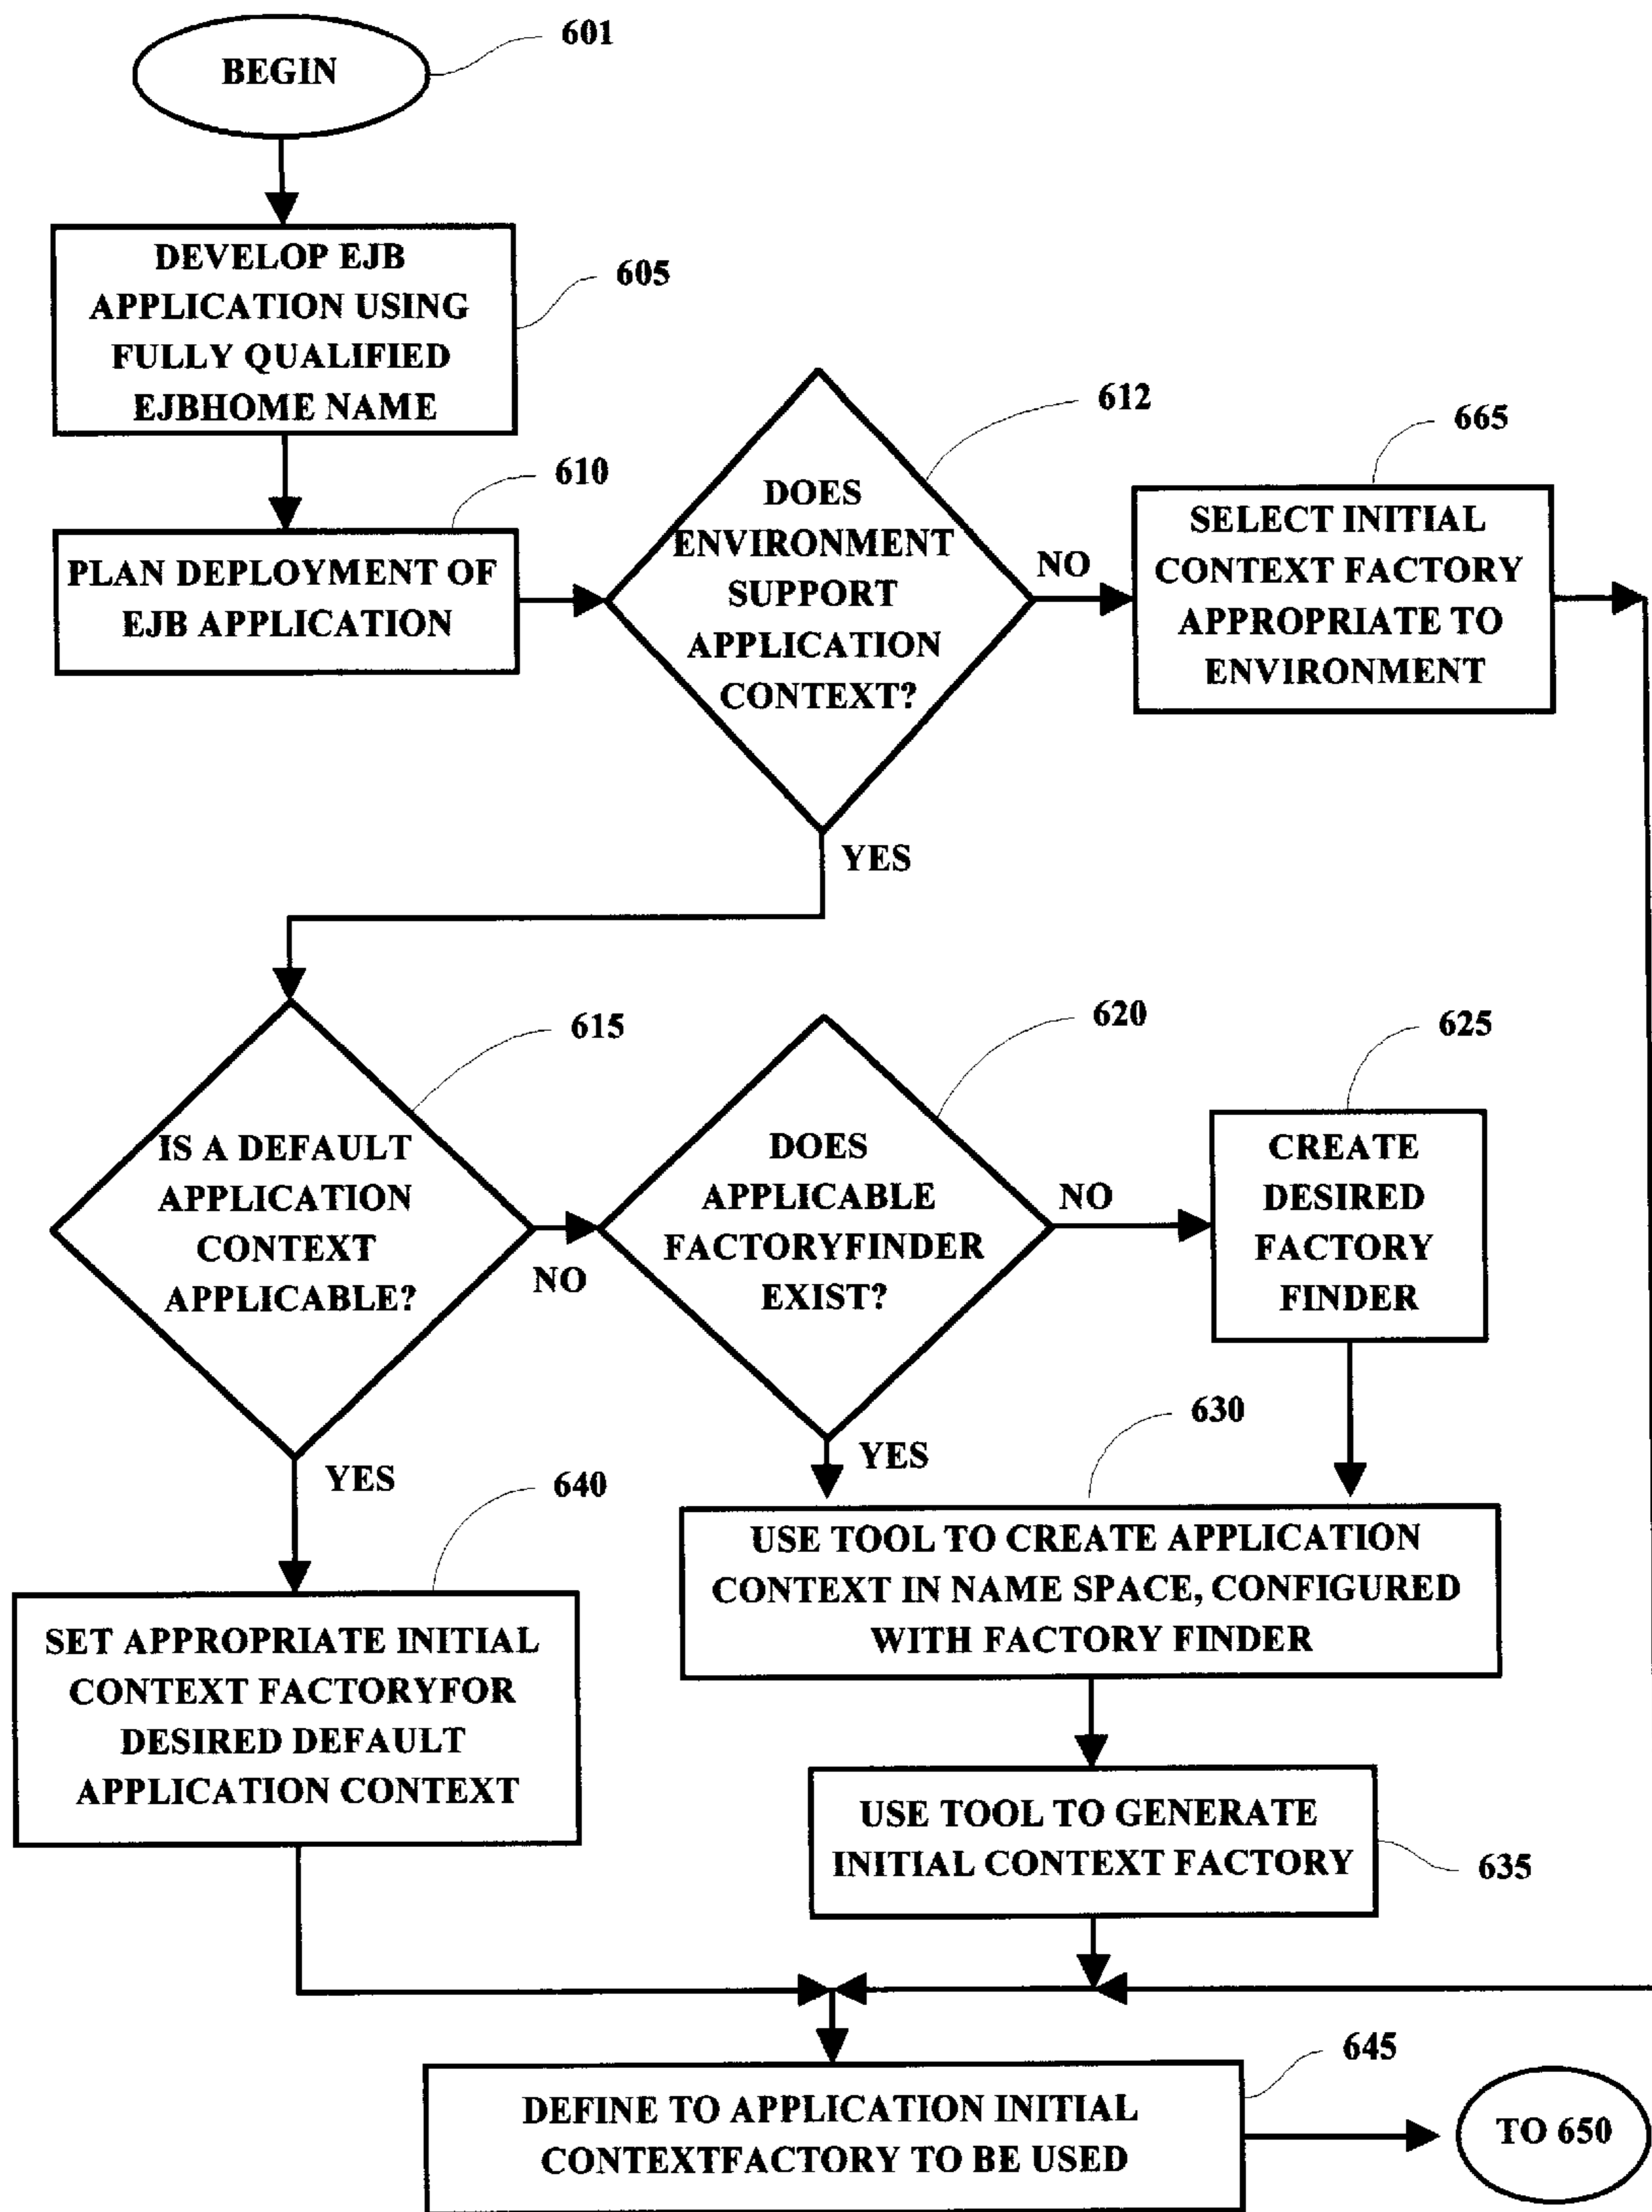 BEGIN
601
DEVELOP EJB
APPLICATION USING
FULLY QUALIFIED
EJBHOME NAME
605
610
PLAN DEPLOYMENT OF
EJB APPLICATION
612
DOES
ENVIRONMENT
SUPPORT
APPLICATION
CONTEXT?
NO
YES
665
SELECT INITIAL
CONTEXT FACTORY
APPROPRIATE TO
ENVIRONMENT
615
IS A DEFAULT
APPLICATION
CONTEXT
APPLICABLE?
NO
YES
620
DOES
APPLICABLE
FACTORYFINDER
EXIST?
NO
YES
625
CREATE
DESIRED
FACTORY
FINDER
630
USE TOOL TO CREATE APPLICATION
CONTEXT IN NAME SPACE, CONFIGURED
WITH FACTORY FINDER
640
SET APPROPRIATE INITIAL
CONTEXT FACTORYFOR
DESIRED DEFAULT
APPLICATION CONTEXT
USE TOOL TO GENERATE
INITIAL CONTEXT FACTORY
635
645
DEFINE TO APPLICATION INITIAL
CONTEXTFACTORY TO BE USED
TO 650